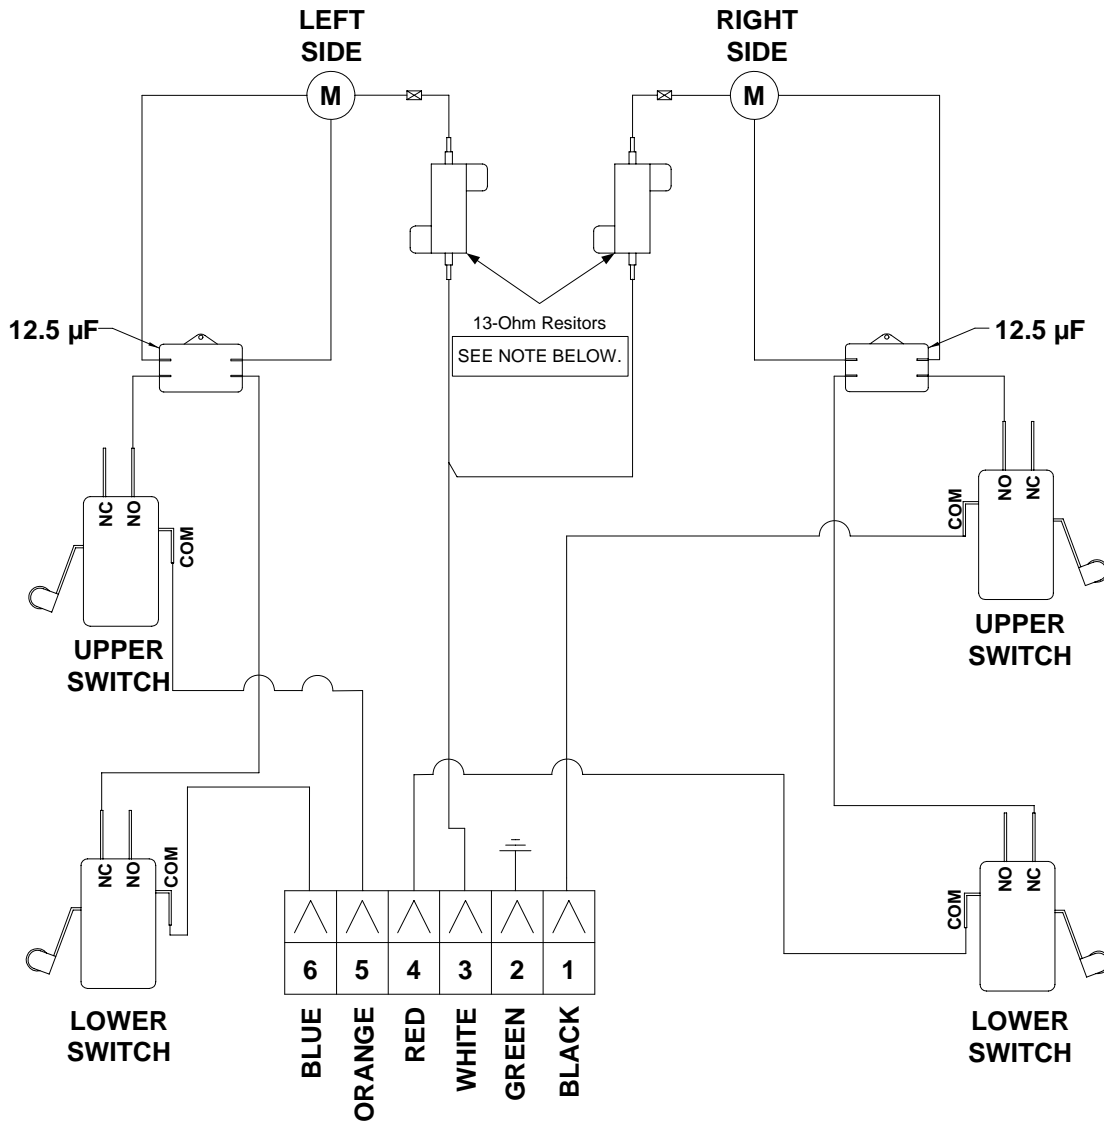 LEFT
SIDE
RIGHT
SIDE
M
M
13-Ohm Resitors
SEE NOTE BELOW.
12.5 µF
12.5 µF
NC
NO
COM
UPPER
SWITCH
COM
NO
NC
UPPER
SWITCH
NC
NO
COM
LOWER
SWITCH
COM
NO
NC
LOWER
SWITCH
6
5
4
3
2
1
BLUE
ORANGE
RED
WHITE
GREEN
BLACK